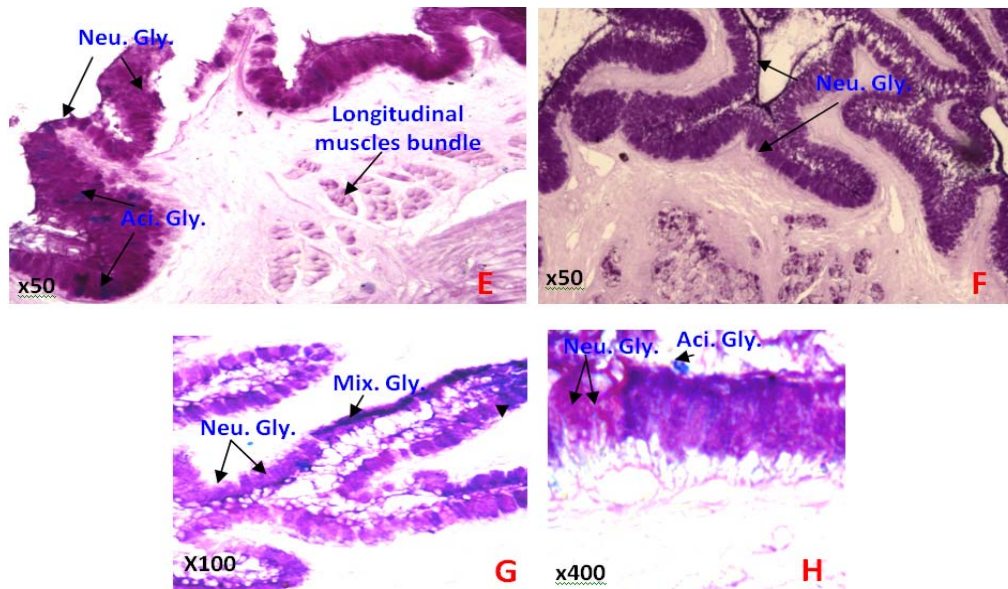 Neu. Gly.
Longitudinal
muscles bundle
Aci. Gly.
x50
E
Neu. Gly.
x50
F
Mix. Gly.
Neu. Gly.
X100
G
Neu. Gly.
Aci. Gly.
x400
H